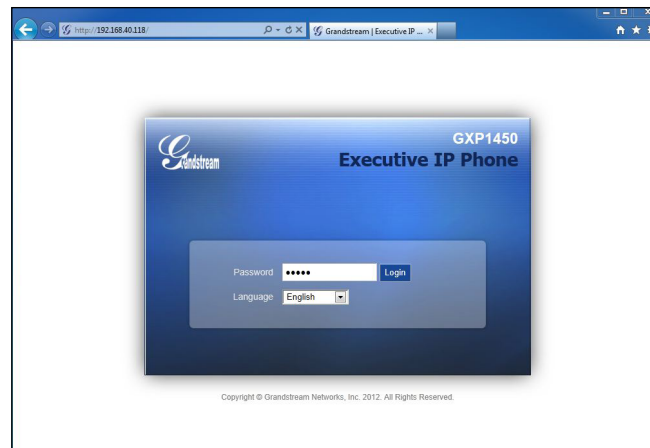 http://192.168.40.118/
Grandstream | Executive IP ...
Grandstream
GXP1450
Executive IP Phone
Password •••••
Login
Language English
Copyright © Grandstream Networks, Inc. 2012. All Rights Reserved.